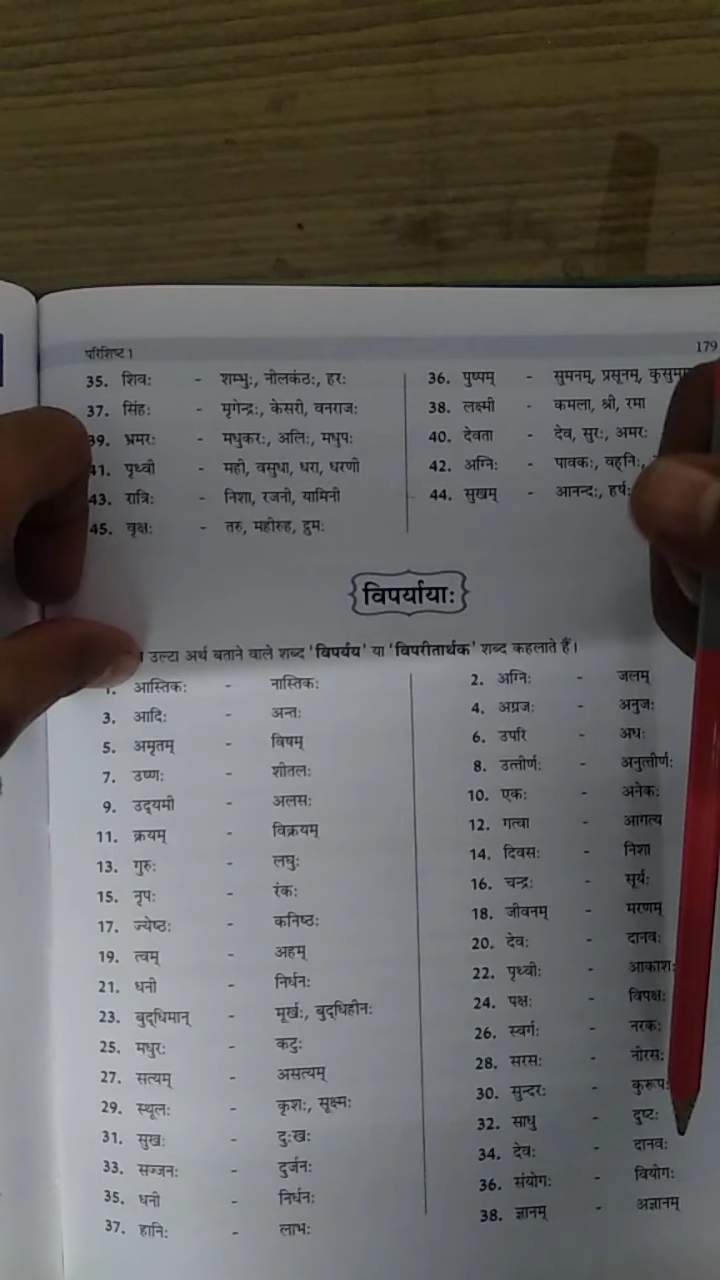 परिशिष्ट 1 179
35. शिवः - शम्भुः, नीलकंठः, हरः 36. पुष्पम् - सुमनम्, प्रसूनम्, कुसुमम्
37. सिंहः - मृगेन्द्रः, केसरी, वनराजः 38. लक्ष्मी - कमला, श्री, रमा
39. भ्रमरः - मधुकरः, अलिः, मधुपः 40. देवता - देव, सुरः, अमरः
41. पृथ्वी - मही, वसुधा, धरा, धरणी 42. अग्निः - पावकः, वह्निः,
43. रात्रिः - निशा, रजनी, यामिनी 44. सुखम् - आनन्दः, हर्षः
45. वृक्षः - तरु, महीरुह, द्रुमः
विपर्यायाः
उल्टा अर्थ बताने वाले शब्द 'विपर्यय' या 'विपरीतार्थक' शब्द कहलाते हैं।
1. आस्तिकः - नास्तिकः 2. अग्निः - जलम्
3. आदिः - अन्तः 4. अग्रजः - अनुजः
5. अमृतम् - विषम् 6. उपरि - अधः
7. उष्णः - शीतलः 8. उत्तीर्णः - अनुत्तीर्णः
9. उद्यमी - अलसः 10. एकः - अनेकः
11. क्रयम् - विक्रयम् 12. गत्वा - आगत्य
13. गुरुः - लघुः 14. दिवसः - निशा
15. नृपः - रंकः 16. चन्द्रः - सूर्यः
17. ज्येष्ठः - कनिष्ठः 18. जीवनम् - मरणम्
19. त्वम् - अहम् 20. देवः - दानवः
21. धनी - निर्धनः 22. पृथ्वीः - आकाशः
23. बुद्धिमान् - मूर्खः, बुद्धिहीनः 24. पक्षः - विपक्षः
25. मधुरः - कटुः 26. स्वर्गः - नरकः
27. सत्यम् - असत्यम् 28. सरसः - नीरसः
29. स्थूलः - कृशः, सूक्ष्मः 30. सुन्दरः - कुरूपः
31. सुखः - दुःखः 32. साधु - दुष्टः
33. सज्जनः - दुर्जनः 34. देवः - दानवः
35. धनी - निर्धनः 36. संयोगः - वियोगः
37. हानिः - लाभः 38. ज्ञानम् - अज्ञानम्